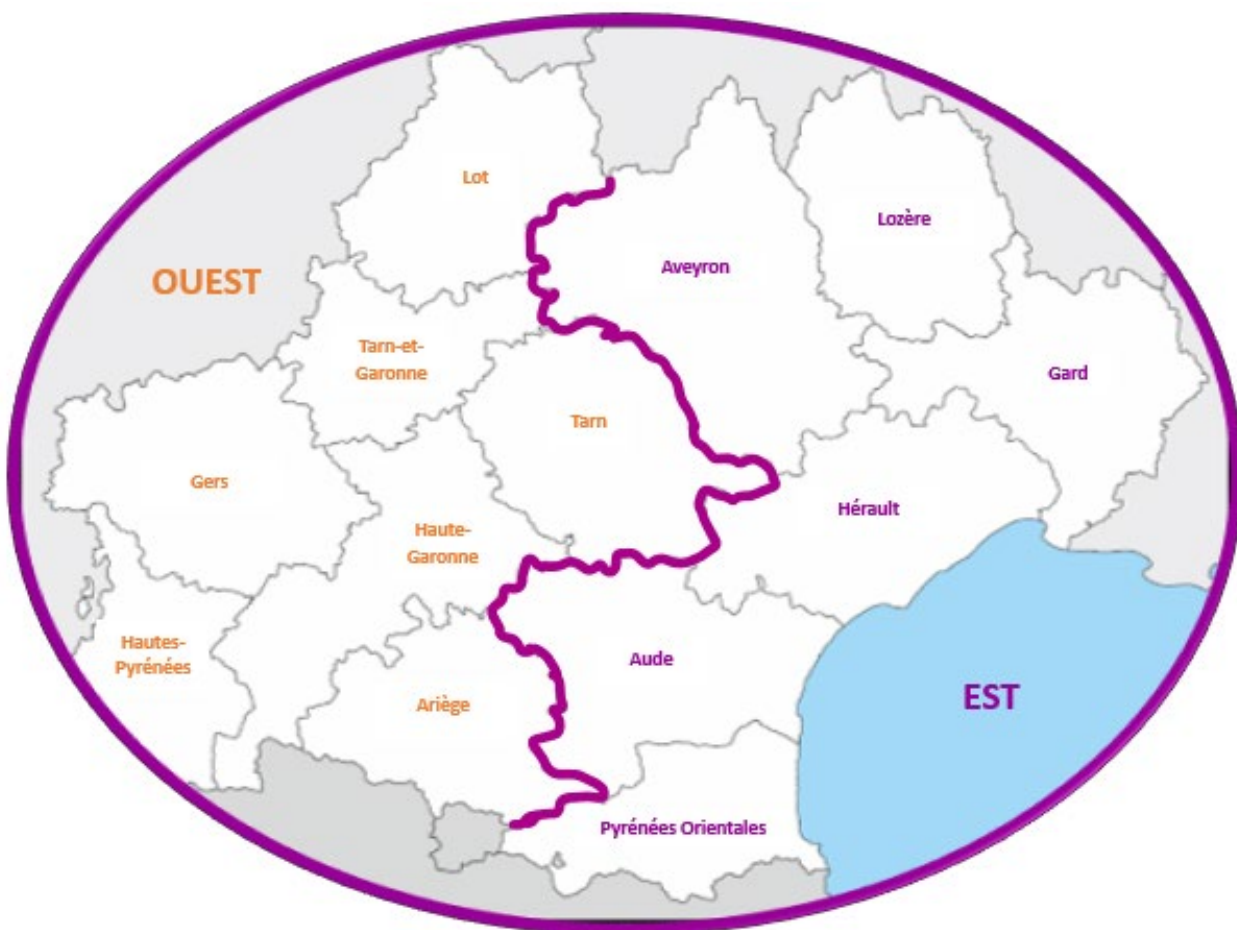 Lot
Lozère
Averyon
OUEST
Tarn-et-
Garonne
Gard
Tarn
Gers
Hérault
Haute-
Garonne
Hautes-
Pyrénées
Aude
EST
Ariège
Pyrénées Orientales